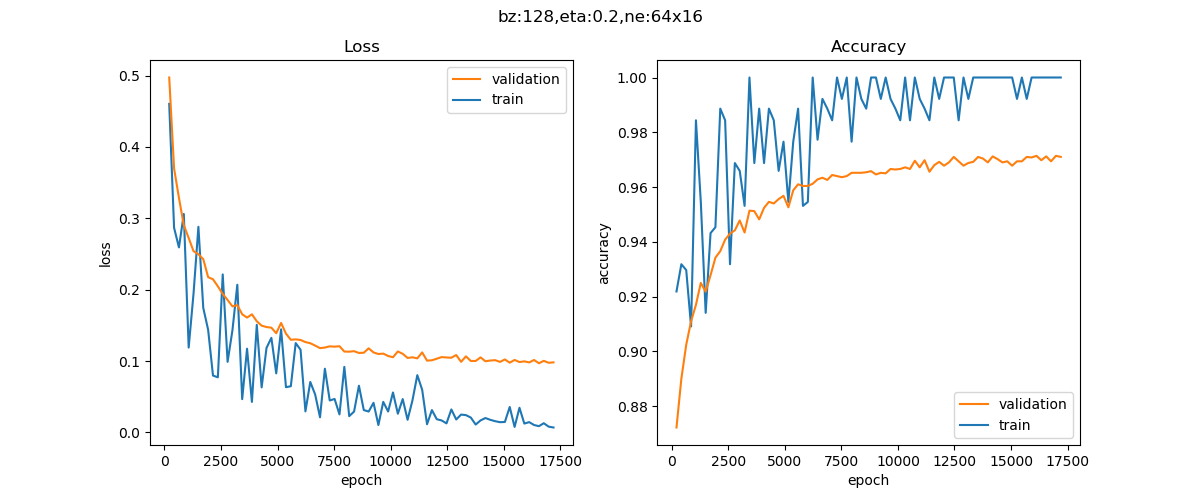 bz:128,eta:0.2,ne:64x16
Loss
validation
train
0.5
0.4
0.3
0.2
0.1
0.0
loss
0
2500
5000
7500
10000
12500
15000
17500
epoch
Accuracy
1.00
0.98
0.96
0.94
0.92
0.90
0.88
accuracy
validation
train
0
2500
5000
7500
10000
12500
15000
17500
epoch